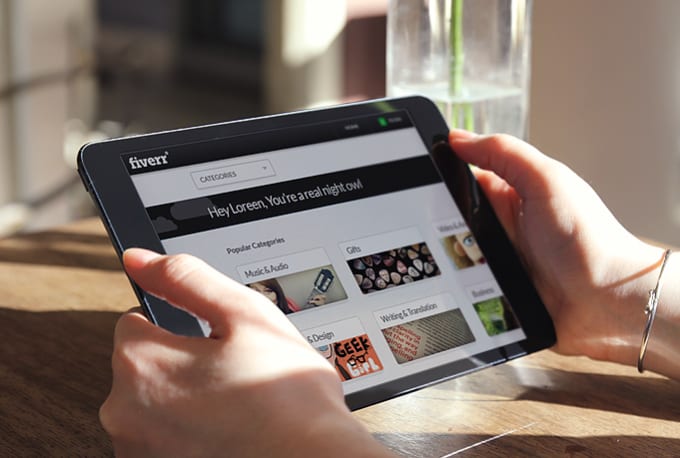 fiverr
CATEGORIES
Hey Loreen, You're a real night owl
Popular Categories
Music & Audio
Gifts
Video &
& Design
Writing & Translation
Business
GEEK
Girl